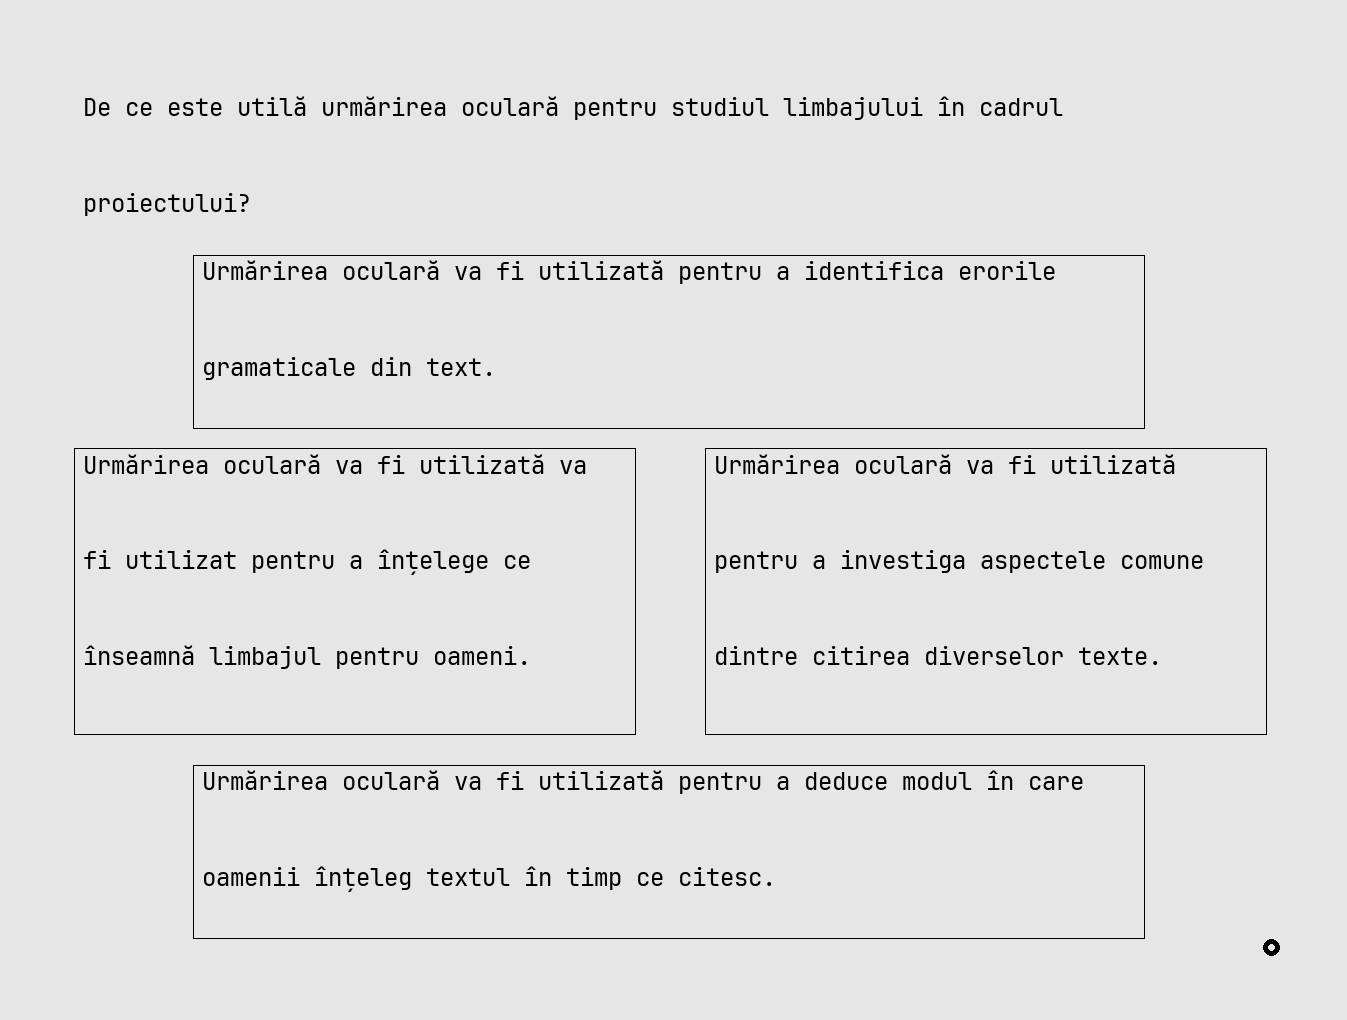 De ce este utilă urmărirea oculară pentru studiul limbajului în cadrul
proiectului?
Urmărirea oculară va fi utilizată pentru a identifica erorile
gramaticale din text.
Urmărirea oculară va fi utilizată va
fi utilizat pentru a înțelege ce
înseamnă limbajul pentru oameni.
Urmărirea oculară va fi utilizată
pentru a investiga aspectele comune
dintre citirea diverselor texte.
Urmărirea oculară va fi utilizată pentru a deduce modul în care
oamenii înțeleg textul în timp ce citesc.